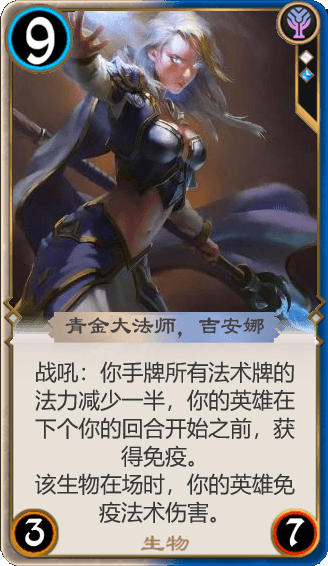 9
青金大法师，吉安娜
战吼：你手牌所有法术牌的
法力减少一半，你的英雄在
下个你的回合开始之前，获
得免疫。
该生物在场时，你的英雄免
疫法术伤害。
3
生物
7